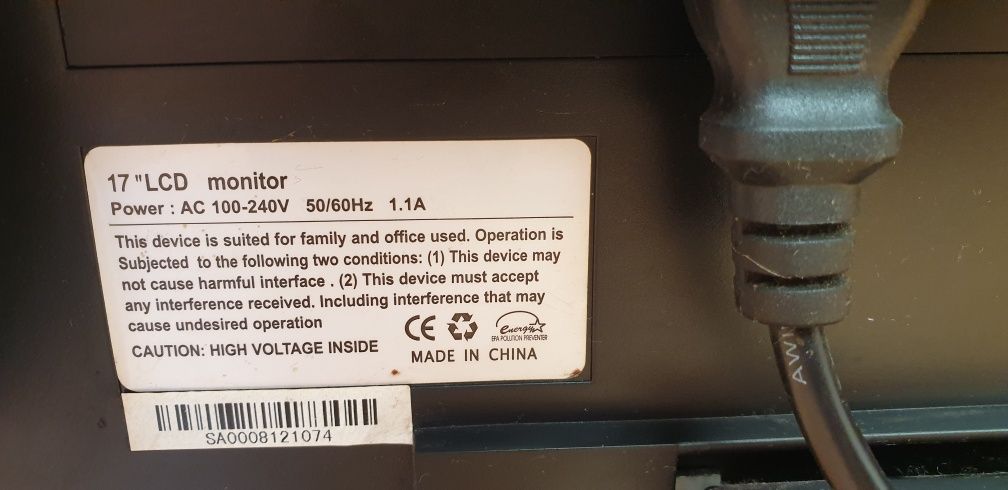 17 "LCD monitor
Power : AC 100-240V 50/60Hz 1.1A
This device is suited for family and office used. Operation is
Subjected to the following two conditions: (1) This device may
not cause harmful interface . (2) This device must accept
any interference received. Including interference that may
cause undesired operation
CE energy
EPA POLLUTION PREVENTER
CAUTION: HIGH VOLTAGE INSIDE
MADE IN CHINA
SA0008121074
AW